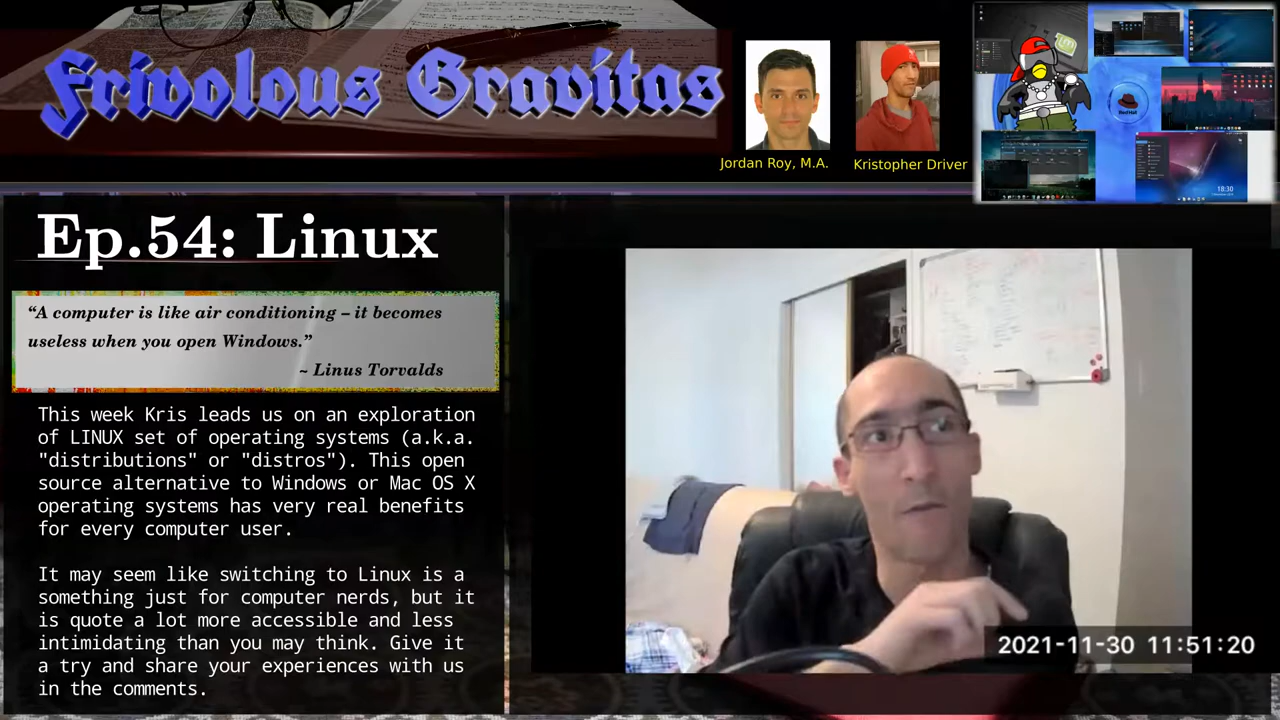 Frivolous Gravitas
Jordan Roy, M.A.
Kristopher Driver
18:30
Ep.54: Linux
“A computer is like air conditioning – it becomes
useless when you open Windows.”
~ Linus Torvalds
This week Kris leads us on an exploration
of LINUX set of operating systems (a.k.a.
"distributions" or "distros"). This open
source alternative to Windows or Mac OS X
operating systems has very real benefits
for every computer user.
It may seem like switching to Linux is a
something just for computer nerds, but it
is quote a lot more accessible and less
intimidating than you may think. Give it
a try and share your experiences with us
in the comments.
2021-11-30 11:51:20